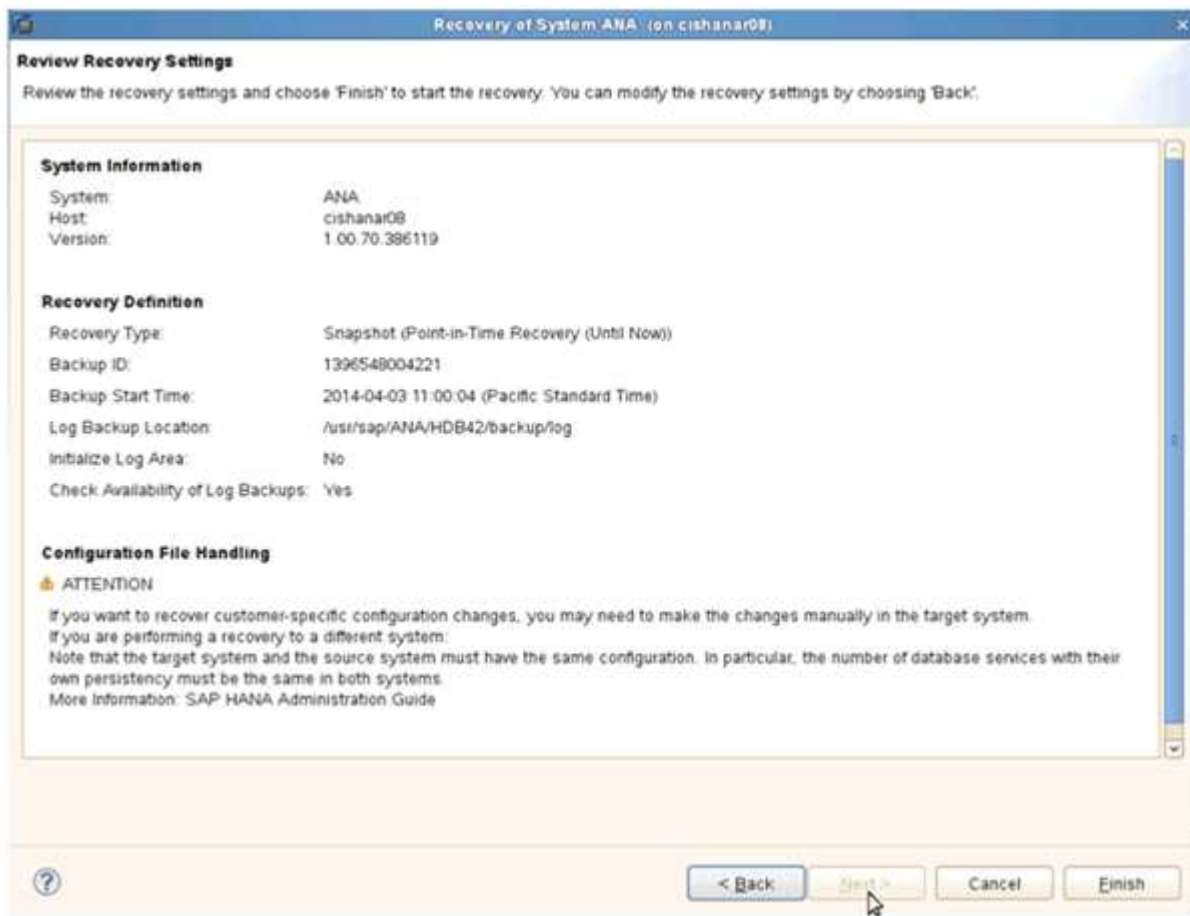 Recovery of System ANA (on cishanar08)
Review Recovery Settings
Review the recovery settings and choose 'Finish' to start the recovery. You can modify the recovery settings by choosing 'Back'.
System Information
System: ANA
Host: cishanar08
Version: 1.00.70.386119
Recovery Definition
Recovery Type: Snapshot (Point-in-Time Recovery (Until Now))
Backup ID: 1396548004221
Backup Start Time: 2014-04-03 11:00:04 (Pacific Standard Time)
Log Backup Location: /usr/sap/ANA/HDB42/backup/log
Initialize Log Area: No
Check Availability of Log Backups: Yes
Configuration File Handling
ATTENTION
If you want to recover customer-specific configuration changes, you may need to make the changes manually in the target system.
If you are performing a recovery to a different system:
Note that the target system and the source system must have the same configuration. In particular, the number of database services with their
own persistency must be the same in both systems.
More Information: SAP HANA Administration Guide
< Back Next > Cancel Finish